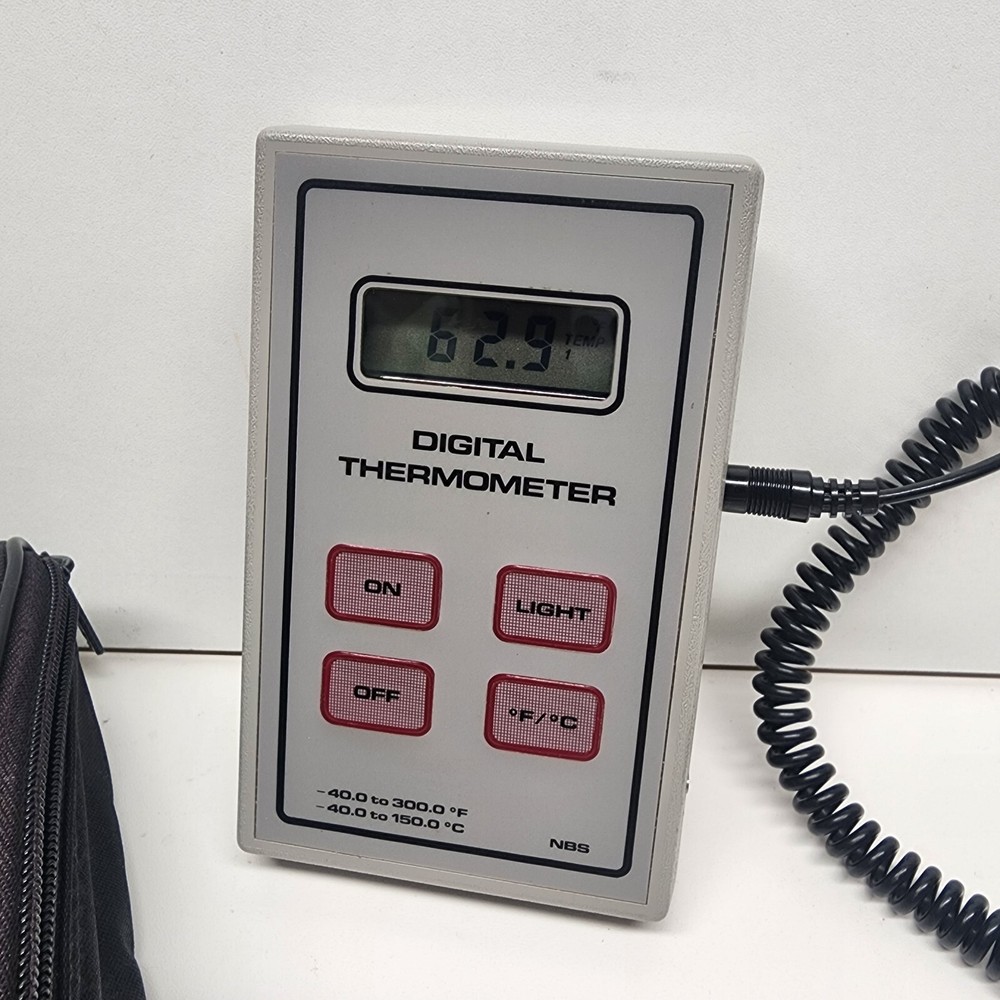 62.9 TEMP
1
DIGITAL
THERMOMETER
ON
LIGHT
OFF
°F/°C
-40.0 to 300.0 °F
-40.0 to 150.0 °C
NBS